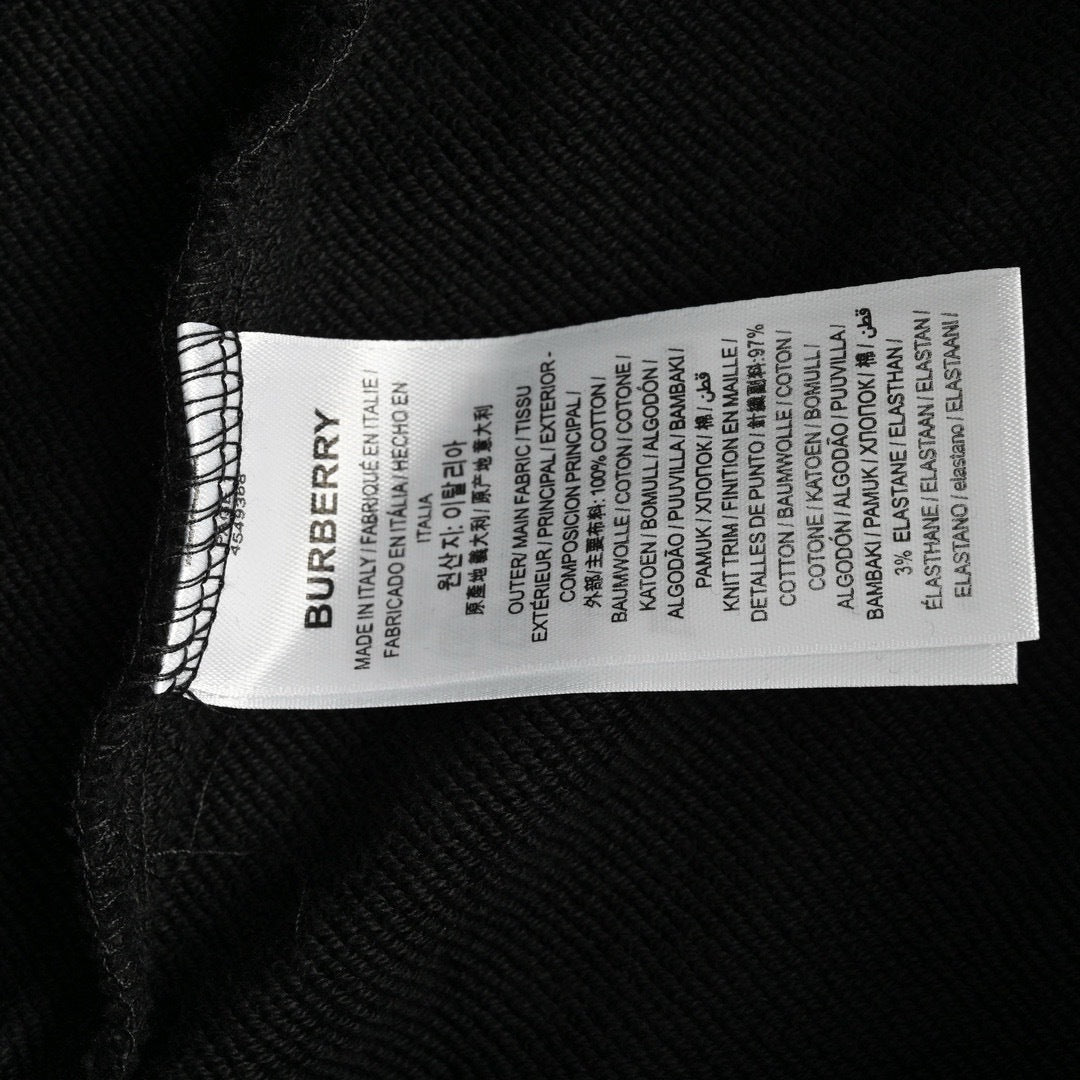 4549388
BURBERRY
MADE IN ITALY / FABRIQUÉ EN ITALIE /
FABRICADO EN ITÁLIA / HECHO EN
ITALIA
원산지: 이탈리아
原產地 義大利 / 原产地 意大利
OUTER / MAIN FABRIC / TISSU
EXTÉRIEUR / PRINCIPAL / EXTERIOR -
COMPOSICION PRINCIPAL /
外部 / 主要布料: 100% COTTON /
BAUMWOLLE / COTON / COTONE /
KATOEN / BOMULL / ALGODÓN /
ALGODÃO / PUUVILLA / BAMBAKI /
PAMUK / ХЛОПОК / 棉 / قطن
KNIT TRIM / FINITION EN MAILLE /
DETALLES DE PUNTO / 針織副料: 97%
COTTON / BAUMWOLLE / COTON /
COTONE / KATOEN / BOMULL /
ALGODÓN / ALGODÃO / PUUVILLA /
BAMBAKI / PAMUK / ХЛОПОК / 棉 / قطن
3% ELASTANE / ELASTHAN /
ÉLASTHANE / ELASTAAN / ELASTAN /
ELASTANO / elastano / ELASTAANI /